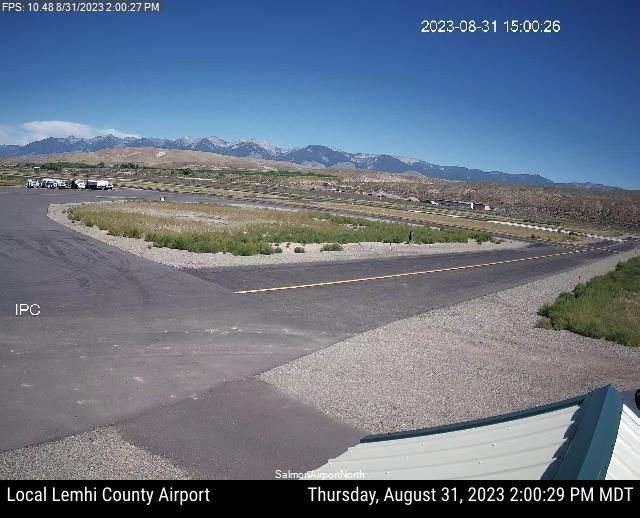 FPS: 10.48 8/31/2023 2:00:27 PM
2023-08-31 15:00:26
IPC
SalmonAirportNorth
Local Lemhi County Airport
Thursday, August 31, 2023 2:00:29 PM MDT